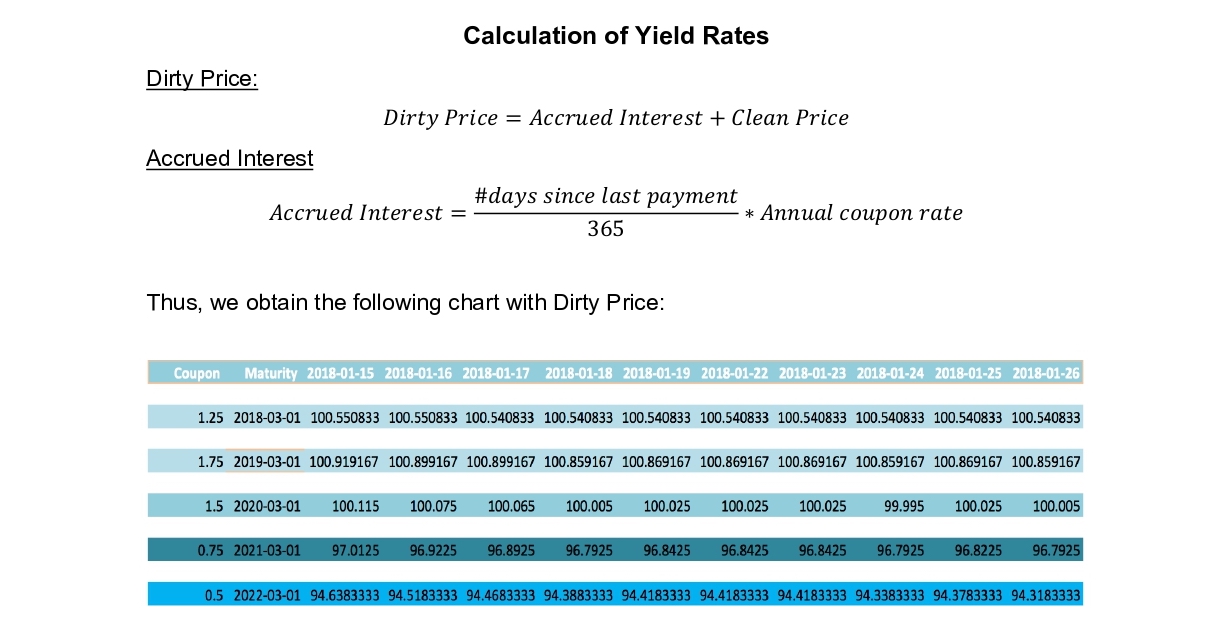 Calculation of Yield Rates
Dirty Price:
Dirty Price = Accrued Interest + Clean Price
Accrued Interest
Accrued Interest = #days since last payment / 365 * Annual coupon rate
Thus, we obtain the following chart with Dirty Price:
Coupon Maturity 2018-01-15 2018-01-16 2018-01-17 2018-01-18 2018-01-19 2018-01-22 2018-01-23 2018-01-24 2018-01-25 2018-01-26
1.25 2018-03-01 100.550833 100.550833 100.540833 100.540833 100.540833 100.540833 100.540833 100.540833 100.540833 100.540833
1.75 2019-03-01 100.919167 100.899167 100.899167 100.859167 100.869167 100.869167 100.869167 100.859167 100.869167 100.859167
1.5 2020-03-01 100.115 100.075 100.065 100.005 100.025 100.025 100.025 99.995 100.025 100.005
0.75 2021-03-01 97.0125 96.9225 96.8925 96.7925 96.8425 96.8425 96.8425 96.7925 96.8225 96.7925
0.5 2022-03-01 94.6383333 94.5183333 94.4683333 94.3883333 94.4183333 94.4183333 94.4183333 94.3383333 94.3783333 94.3183333